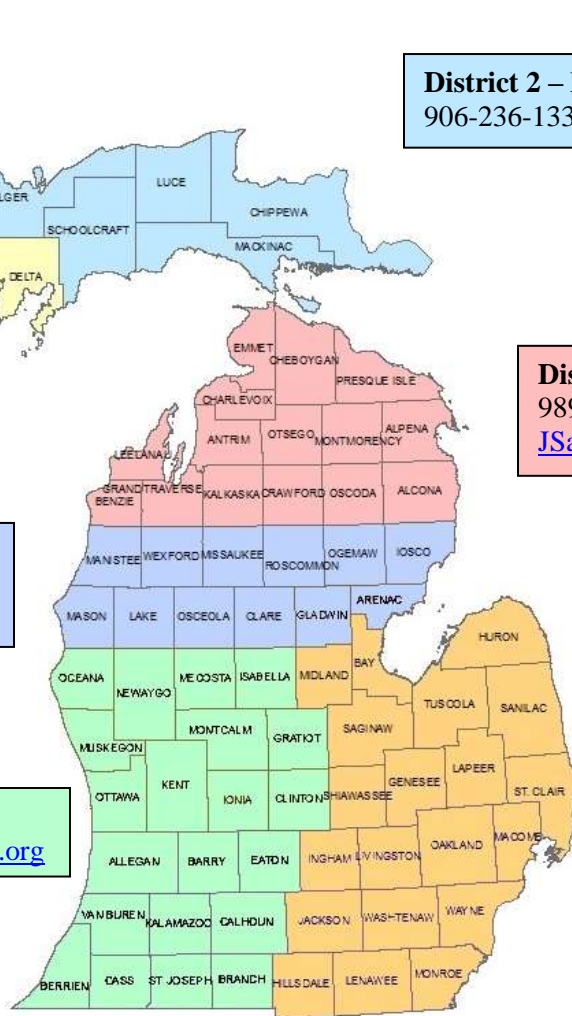 District 2 –
906-236-133
LGER
LUCE
CHIPPEWA
SCHOOLCRAFT
MACKINAC
DELTA
EMMET
CHEBOYGAN
PRESQUE ISLE
CHARLEVOIX
Dis
989
JSa
ANTRIM
OTSEGO
MONTMORENCY
ALPENA
LEELANAU
GRAND TRAVERSE
BENZIE
KALKASKA
CRAWFORD
OSCODA
ALCONA
MANISTEE
WEXFORD
MISSAUKEE
ROSCOMMON
OGEMAW
IOSCO
MASON
LAKE
OSCEOLA
CLARE
GLADWIN
ARENAC
HURON
OCEANA
NEWAYGO
MECOSTA
ISABELLA
MIDLAND
BAY
TUSCOLA
SANILAC
MUSKEGON
MONTCALM
GRATIOT
SAGINAW
OTTAWA
KENT
IONIA
CLINTON
SHIAWASSEE
GENESEE
LAPEER
ST. CLAIR
.org
ALLEGAN
BARRY
EATON
INGHAM
LIVINGSTON
OAKLAND
MACOMB
VAN BUREN
KALAMAZOO
CALHOUN
JACKSON
WASHTENAW
WAYNE
BERRIEN
CASS
ST JOSEPH
BRANCH
HILLSDALE
LENAWEE
MONROE